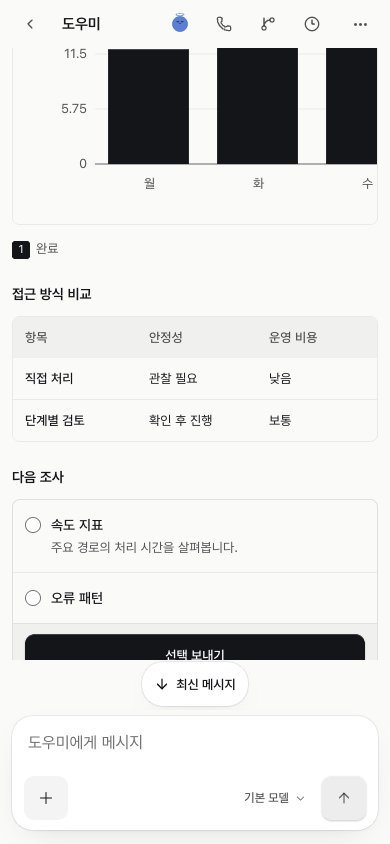 도우미
11.5
5.75
0
월 화 수
1 완료
접근 방식 비교
항목 안정성 운영 비용
직접 처리 관찰 필요 낮음
단계별 검토 확인 후 진행 보통
다음 조사
속도 지표
주요 경로의 처리 시간을 살펴봅니다.
오류 패턴
선택 보내기
최신 메시지
도우미에게 메시지
기본 모델